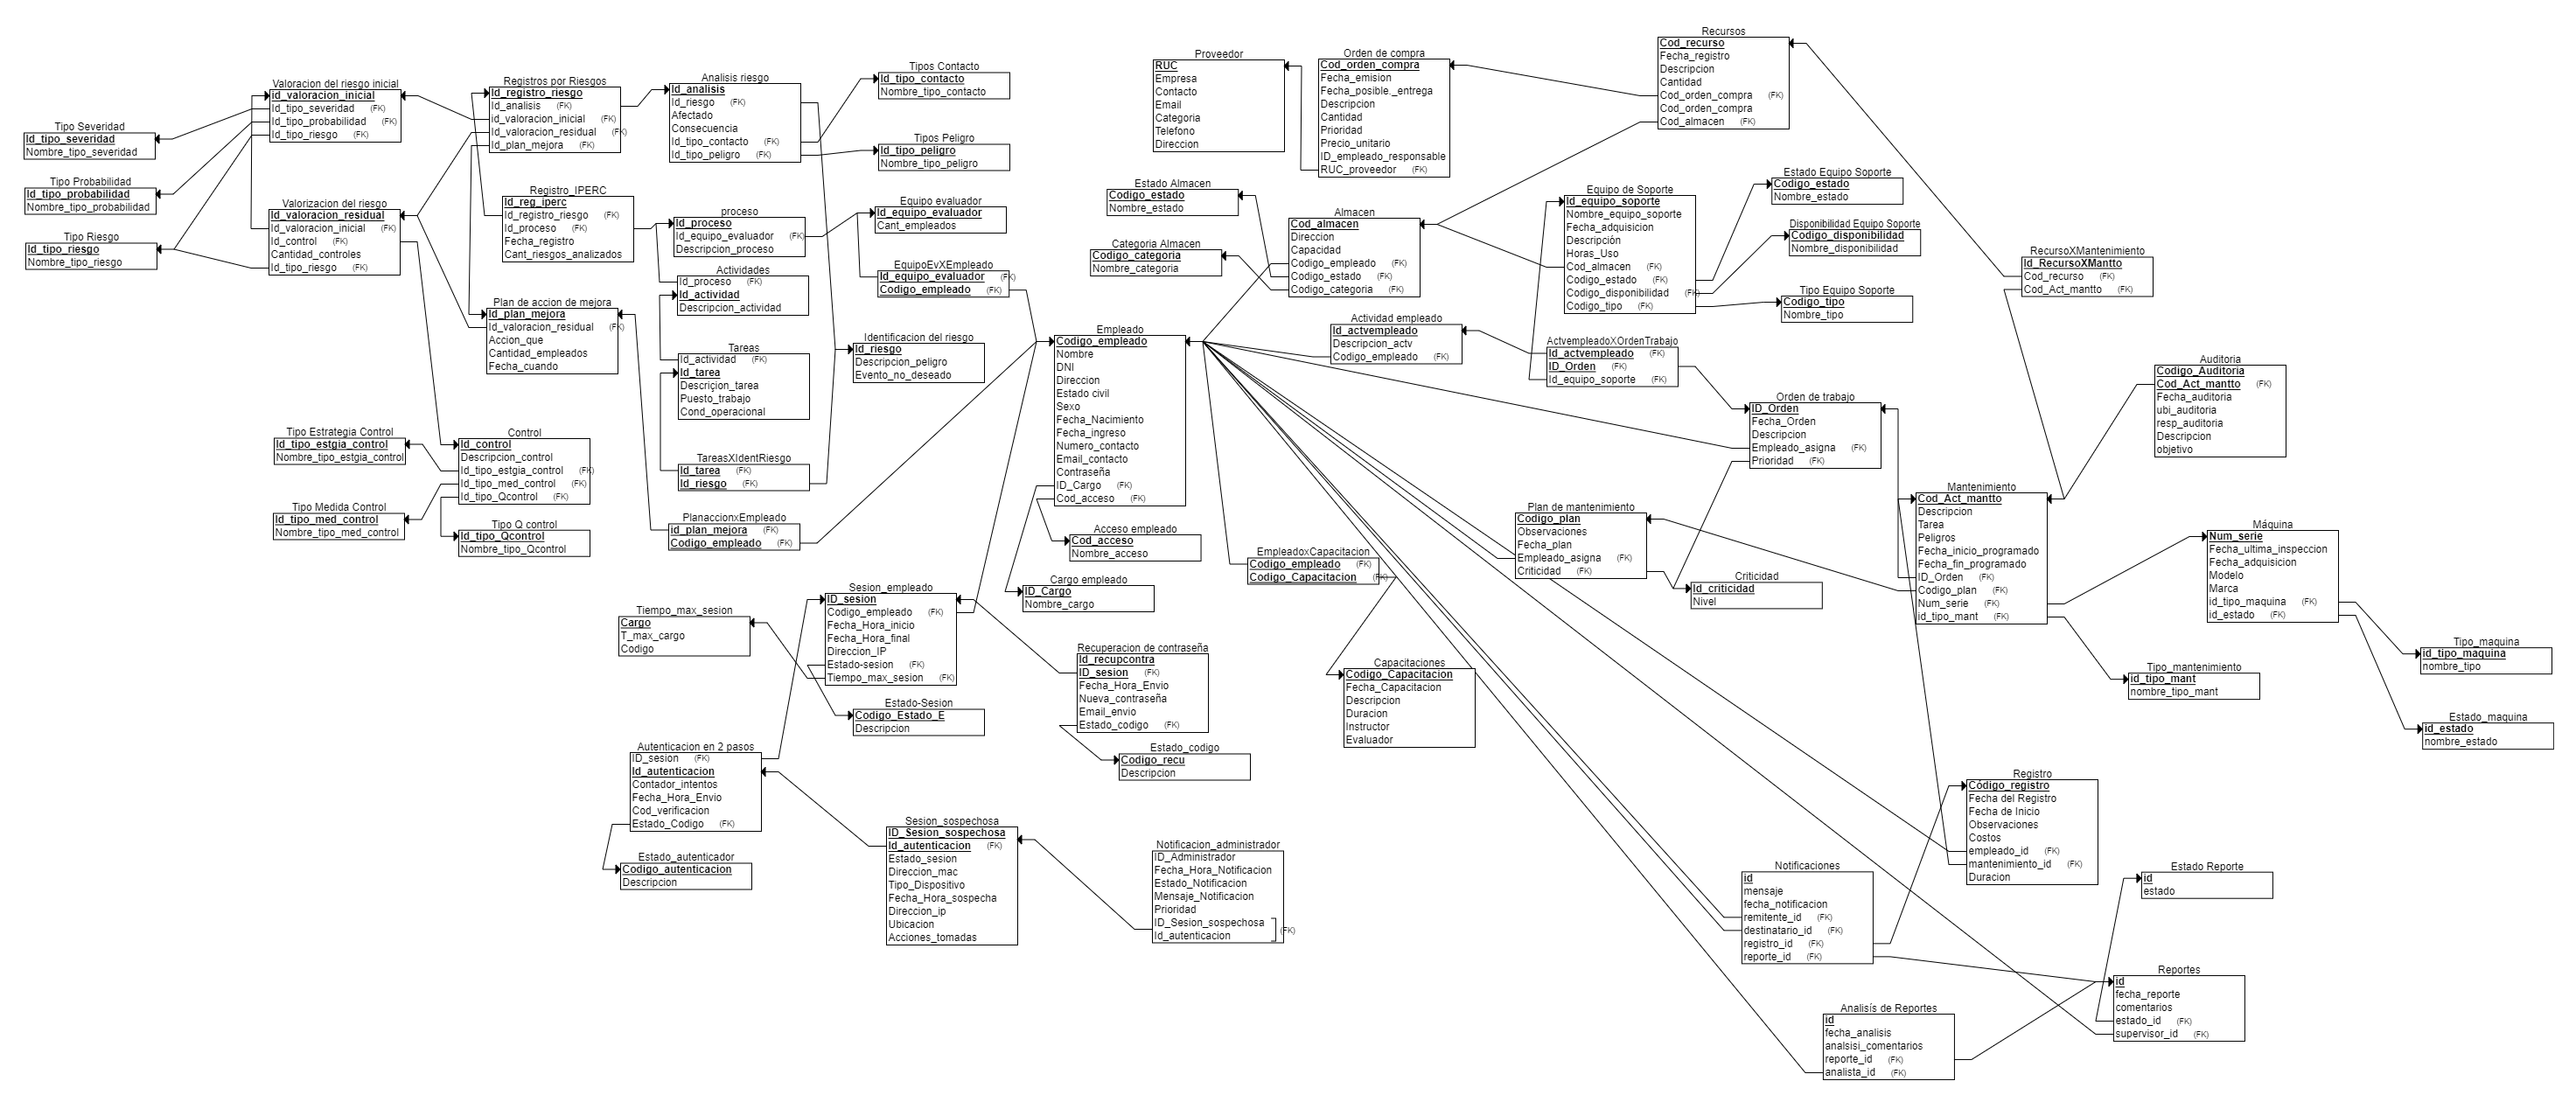 Tipo Severidad
Id_tipo_severidad
Nombre_tipo_severidad
Tipo Probabilidad
Id_tipo_probabilidad
Nombre_tipo_probabilidad
Tipo Riesgo
Id_tipo_riesgo
Nombre_tipo_riesgo
Valoracion del riesgo inicial
id_valoracion_inicial
Id_tipo_severidad (FK)
Id_tipo_probabilidad (FK)
Id_tipo_riesgo (FK)
Valorizacion del riesgo
Id_valoracion_residual
Id_valoracion_inicial (FK)
Id_control (FK)
Cantidad_controles
Id_tipo_riesgo (FK)
Registros por Riesgos
Id_registro_riesgo
Id_analisis (FK)
id_valoracion_inicial (FK)
Id_valoracion_residual (FK)
Id_plan_mejora (FK)
Registro_IPERC
Id_reg_iperc
Id_registro_riesgo (FK)
Id_proceso (FK)
Fecha_registro
Cant_riesgos_analizados
Plan de accion de mejora
Id_plan_mejora
Id_valoracion_residual (FK)
Accion_que
Cantidad_empleados
Fecha_cuando
Tipo Estrategia Control
Id_tipo_estgia_control
Nombre_tipo_estgia_control
Tipo Medida Control
Id_tipo_med_control
Nombre_tipo_med_control
Control
Id_control
Descripcion_control
Id_tipo_estgia_control (FK)
Id_tipo_med_control (FK)
Id_tipo_Qcontrol (FK)
Tipo Q control
Id_tipo_Qcontrol
Nombre_tipo_Qcontrol
Analisis riesgo
Id_analisis
Id_riesgo (FK)
Afectado
Consecuencia
Id_tipo_contacto (FK)
Id_tipo_peligro (FK)
proceso
Id_proceso
Id_equipo_evaluador (FK)
Descripcion_proceso
Actividades
Id_proceso (FK)
Id_actividad
Descripcion_actividad
Tareas
Id_actividad (FK)
Id_tarea
Descripcion_tarea
Puesto_trabajo
Cond_operacional
TareasXIdentRiesgo
Id_tarea (FK)
Id_riesgo (FK)
PlanaccionxEmpleado
id_plan_mejora (FK)
Codigo_empleado (FK)
Tipos Contacto
Id_tipo_contacto
Nombre_tipo_contacto
Tipos Peligro
Id_tipo_peligro
Nombre_tipo_peligro
Equipo evaluador
Id_equipo_evaluador
Cant_empleados
EquipoEvXEmpleado
Id_equipo_evaluador (FK)
Codigo_empleado (FK)
Identificacion del riesgo
Id_riesgo
Descripcion_peligro
Evento_no_deseado
Empleado
Codigo_empleado
Nombre
DNI
Direccion
Estado civil
Sexo
Fecha_Nacimiento
Fecha_ingreso
Numero_contacto
Email_contacto
Contraseña
ID_Cargo (FK)
Cod_acceso (FK)
Acceso empleado
Cod_acceso
Nombre_acceso
Cargo empleado
ID_Cargo
Nombre_cargo
Tiempo_max_sesion
Cargo
T_max_cargo
Codigo
Sesion_empleado
ID_sesion
Codigo_empleado (FK)
Fecha_Hora_inicio
Fecha_Hora_final
Direccion_IP
Estado-sesion (FK)
Tiempo_max_sesion (FK)
Estado-Sesion
Codigo_Estado_E
Descripcion
Recuperacion de contraseña
Id_recupcontra
ID_sesion (FK)
Fecha_Hora_Envio
Nueva_contraseña
Email_envio
Estado_codigo (FK)
Estado_codigo
Codigo_recu
Descripcion
Autenticacion en 2 pasos
ID_sesion (FK)
Id_autenticacion
Contador_intentos
Fecha_Hora_Envio
Cod_verificacion
Estado_Codigo (FK)
Estado_autenticador
Codigo_autenticacion
Descripcion
Sesion_sospechosa
ID_Sesion_sospechosa
Id_autenticacion (FK)
Estado_sesion
Direccion_mac
Tipo_Dispositivo
Fecha_Hora_sospecha
Direccion_ip
Ubicacion
Acciones_tomadas
Notificacion_administrador
ID_Administrador
Fecha_Hora_Notificacion
Estado_Notificacion
Mensaje_Notificacion
Prioridad
ID_Sesion_sospechosa
Id_autenticacion
(FK)
Proveedor
RUC
Empresa
Contacto
Email
Categoria
Telefono
Direccion
Orden de compra
Cod_orden_compra
Fecha_emision
Fecha_posible._entrega
Descripcion
Cantidad
Prioridad
Precio_unitario
ID_empleado_responsable
RUC_proveedor (FK)
Recursos
Cod_recurso
Fecha_registro
Descripcion
Cantidad
Cod_orden_compra (FK)
Cod_orden_compra
Cod_almacen (FK)
Estado Almacen
Codigo_estado
Nombre_estado
Categoria Almacen
Codigo_categoria
Nombre_categoria
Almacen
Cod_almacen
Direccion
Capacidad
Codigo_empleado (FK)
Codigo_estado (FK)
Codigo_categoria (FK)
Equipo de Soporte
Id_equipo_soporte
Nombre_equipo_soporte
Fecha_adquisicion
Descripción
Horas_Uso
Cod_almacen (FK)
Codigo_estado (FK)
Codigo_disponibilidad (FK)
Codigo_tipo (FK)
Estado Equipo Soporte
Codigo_estado
Nombre_estado
Disponibilidad Equipo Soporte
Codigo_disponibilidad
Nombre_disponibilidad
Tipo Equipo Soporte
Codigo_tipo
Nombre_tipo
RecursoXMantenimiento
Id_RecursoXMantto
Cod_recurso (FK)
Cod_Act_mantto (FK)
Actividad empleado
Id_actvempleado
Descripcion_actv
Codigo_empleado (FK)
ActvempleadoXOrdenTrabajo
Id_actvempleado (FK)
ID_Orden (FK)
Id_equipo_soporte (FK)
Orden de trabajo
ID_Orden
Fecha_Orden
Descripcion
Empleado_asigna (FK)
Prioridad (FK)
Auditoria
Codigo_Auditoria
Cod_Act_mantto (FK)
Fecha_auditoria
ubi_auditoria
resp_auditoria
Descripcion
objetivo
EmpleadoxCapacitacion
Codigo_empleado (FK)
Codigo_Capacitacion (FK)
Capacitaciones
Codigo_Capacitacion
Fecha_Capacitacion
Descripcion
Duracion
Instructor
Evaluador
Plan de mantenimiento
Codigo_plan
Observaciones
Fecha_plan
Empleado_asigna (FK)
Criticidad (FK)
Criticidad
Id_criticidad
Nivel
Mantenimiento
Cod_Act_mantto
Descripcion
Tarea
Peligros
Fecha_inicio_programado
Fecha_fin_programado
ID_Orden (FK)
Codigo_plan (FK)
Num_serie (FK)
id_tipo_mant (FK)
Máquina
Num_serie
Fecha_ultima_inspeccion
Fecha_adquisicion
Modelo
Marca
id_tipo_maquina (FK)
id_estado (FK)
Tipo_maquina
id_tipo_maquina
nombre_tipo
Tipo_mantenimiento
id_tipo_mant
nombre_tipo_mant
Estado_maquina
id_estado
nombre_estado
Registro
Código_registro
Fecha del Registro
Fecha de Inicio
Observaciones
Costos
empleado_id (FK)
mantenimiento_id (FK)
Duracion
Notificaciones
id
mensaje
fecha_notificacion
remitente_id (FK)
destinatario_id (FK)
registro_id (FK)
reporte_id (FK)
Estado Reporte
id
estado
Reportes
id
fecha_reporte
comentarios
estado_id (FK)
supervisor_id (FK)
Analisís de Reportes
id
fecha_analisis
analsisi_comentarios
reporte_id (FK)
analista_id (FK)